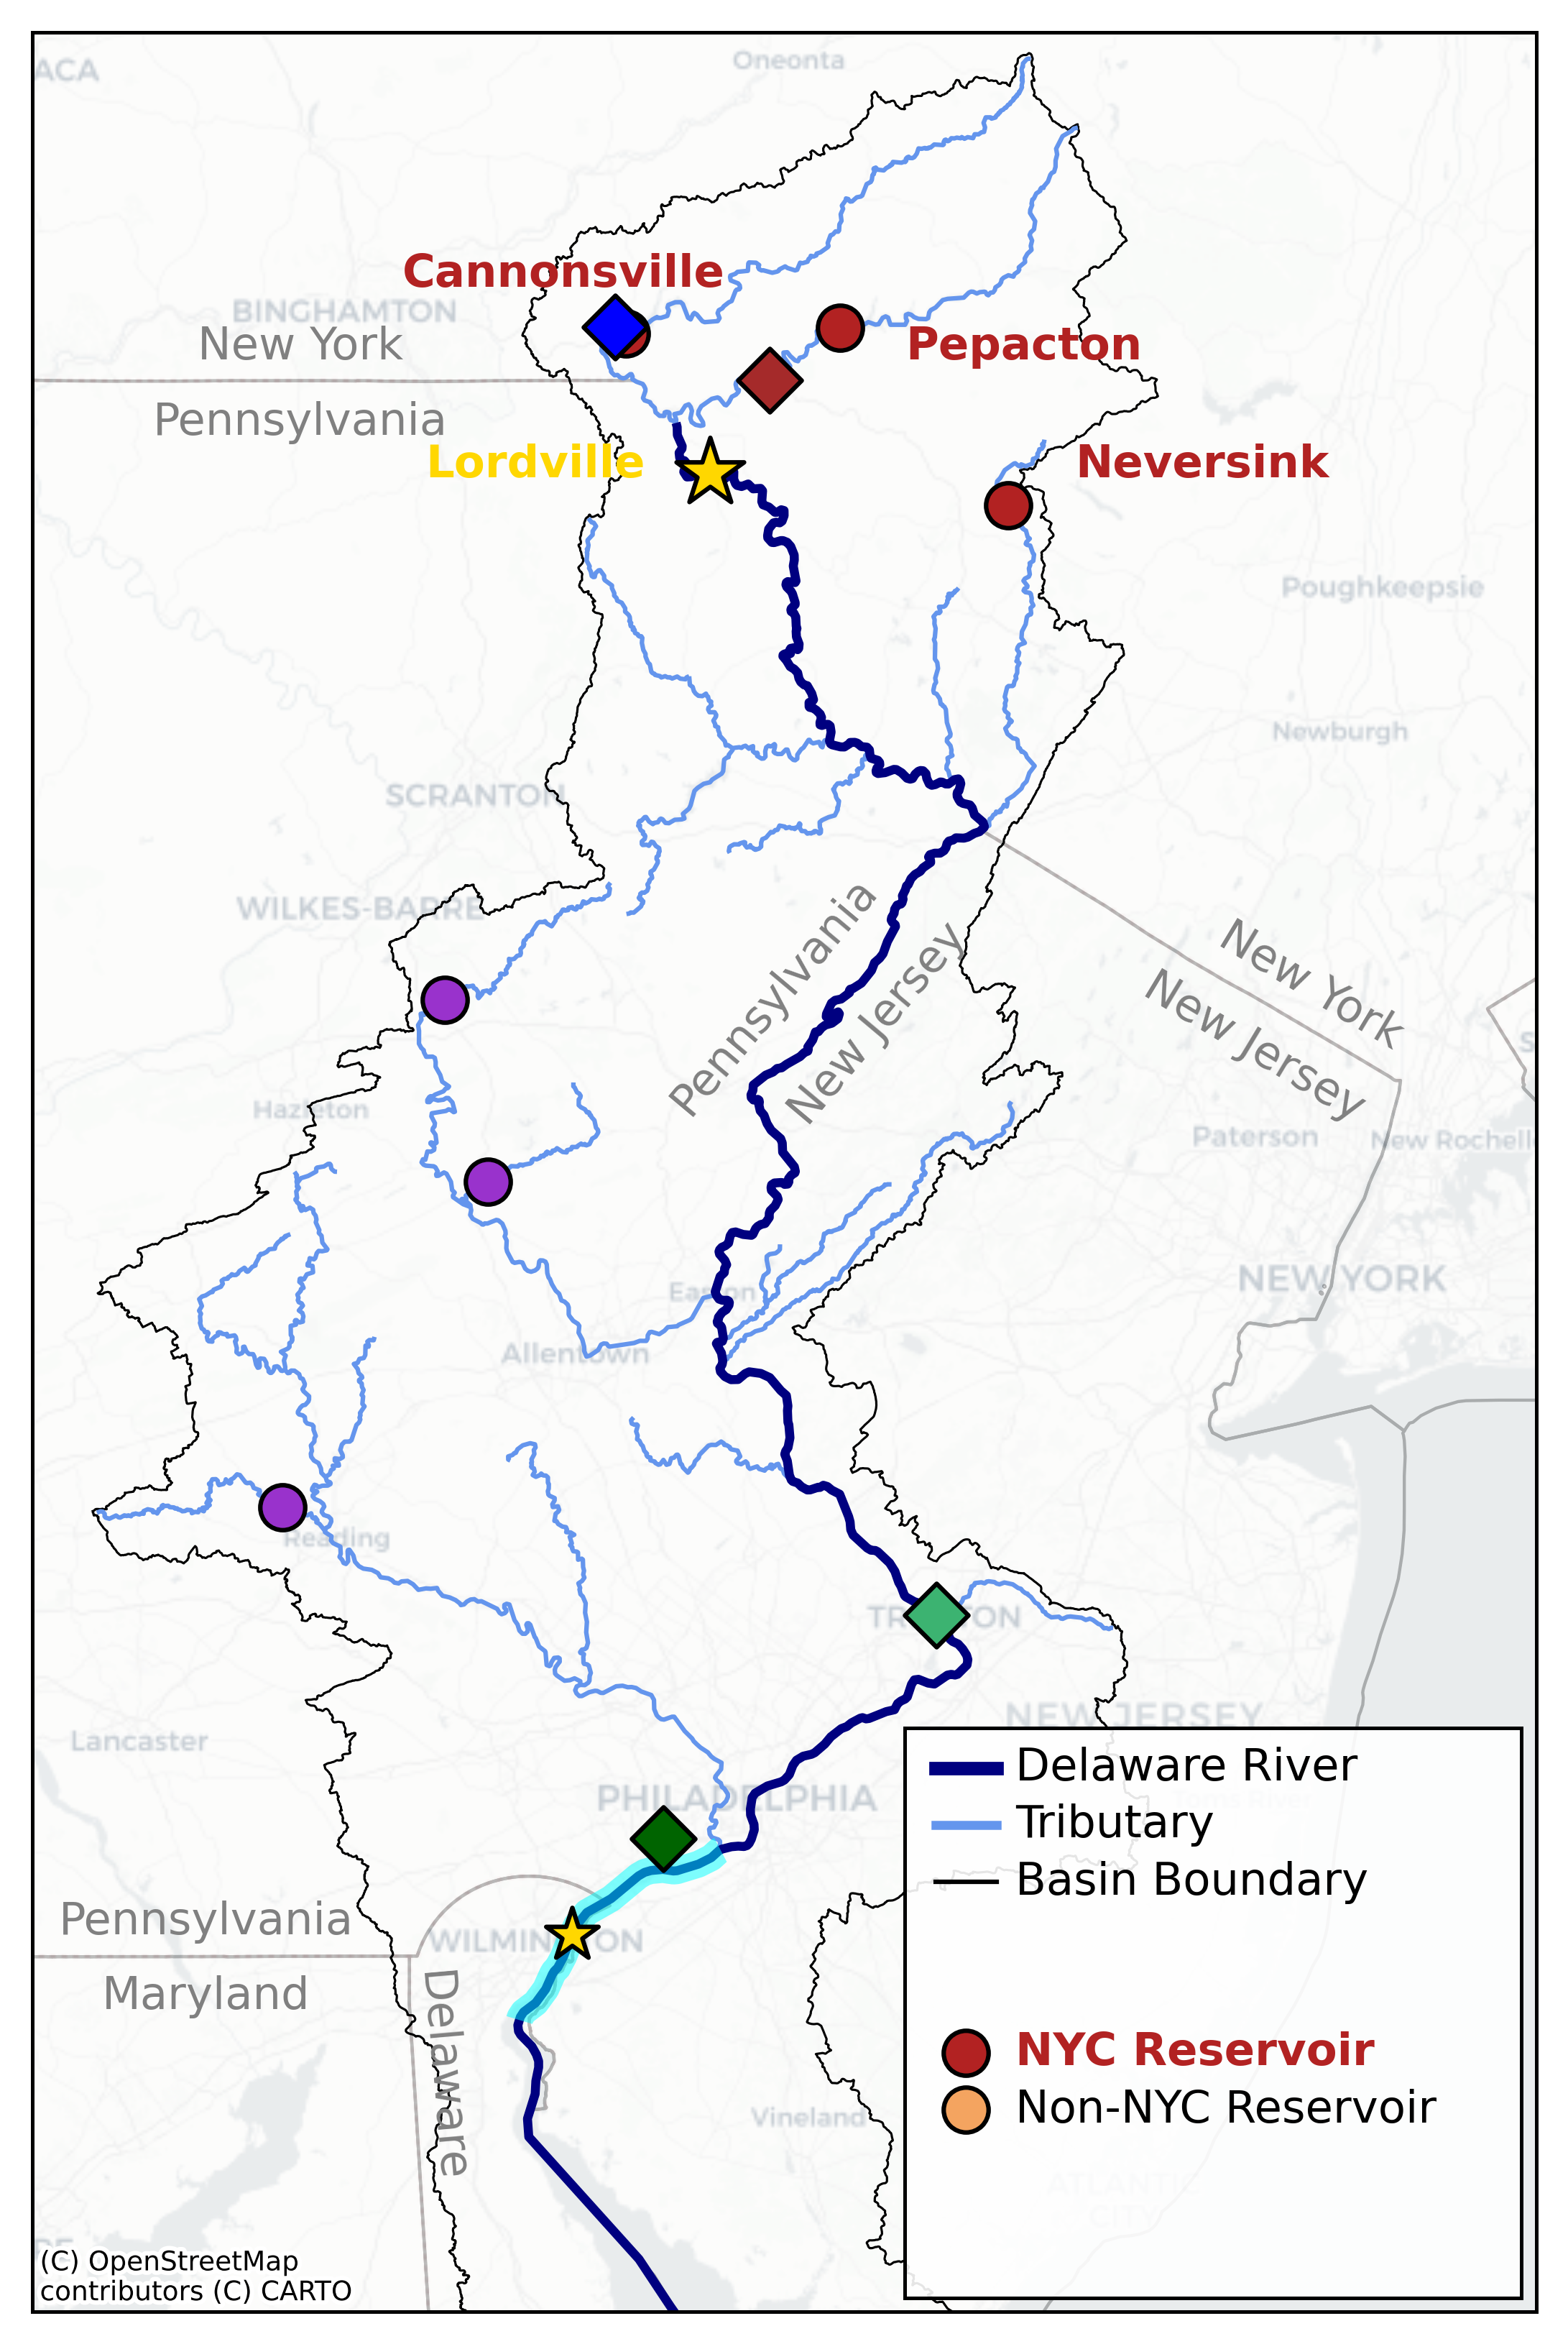 ACA
Oneonta
Cannonsville
BINGHAMTON
New York
Pepacton
Pennsylvania
Lordville
Neversink
Poughkeepsie
Newburgh
SCRANTON
WILKES-BARRE
Pennsylvania
New Jersey
New York
New Jersey
Hazleton
Paterson
New Rochell
S
NEW YORK
Easton
Allentown
Reading
TRENTON
NEW JERSEY
Lancaster
PHILADELPHIA
Delaware River
Toms River
Tributary
Basin Boundary
Pennsylvania
WILMINGTON
Maryland
Delaware
NYC Reservoir
Non-NYC Reservoir
Vineland
ATLANTIC
CITY
(C) OpenStreetMap
contributors (C) CARTO